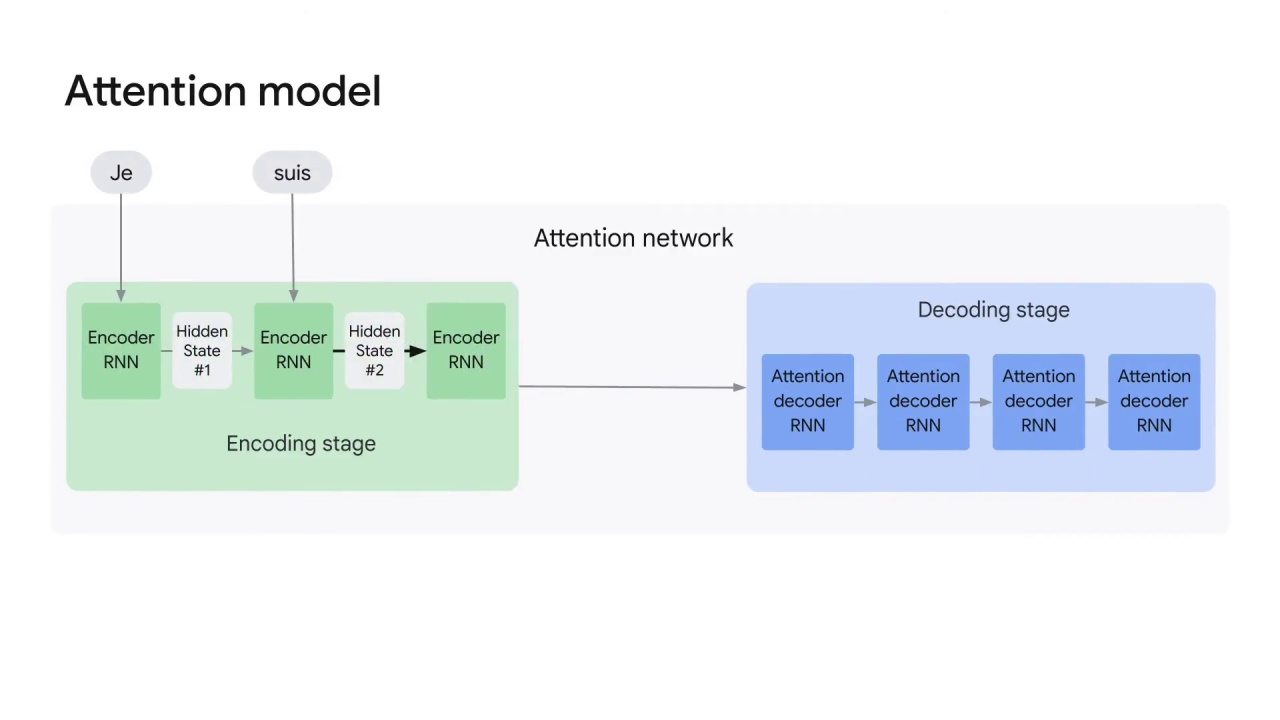 Attention model
Je
suis
Attention network
Encoder
RNN
Hidden
State
#1
Encoder
RNN
Hidden
State
#2
Encoder
RNN
Encoding stage
Decoding stage
Attention
decoder
RNN
Attention
decoder
RNN
Attention
decoder
RNN
Attention
decoder
RNN